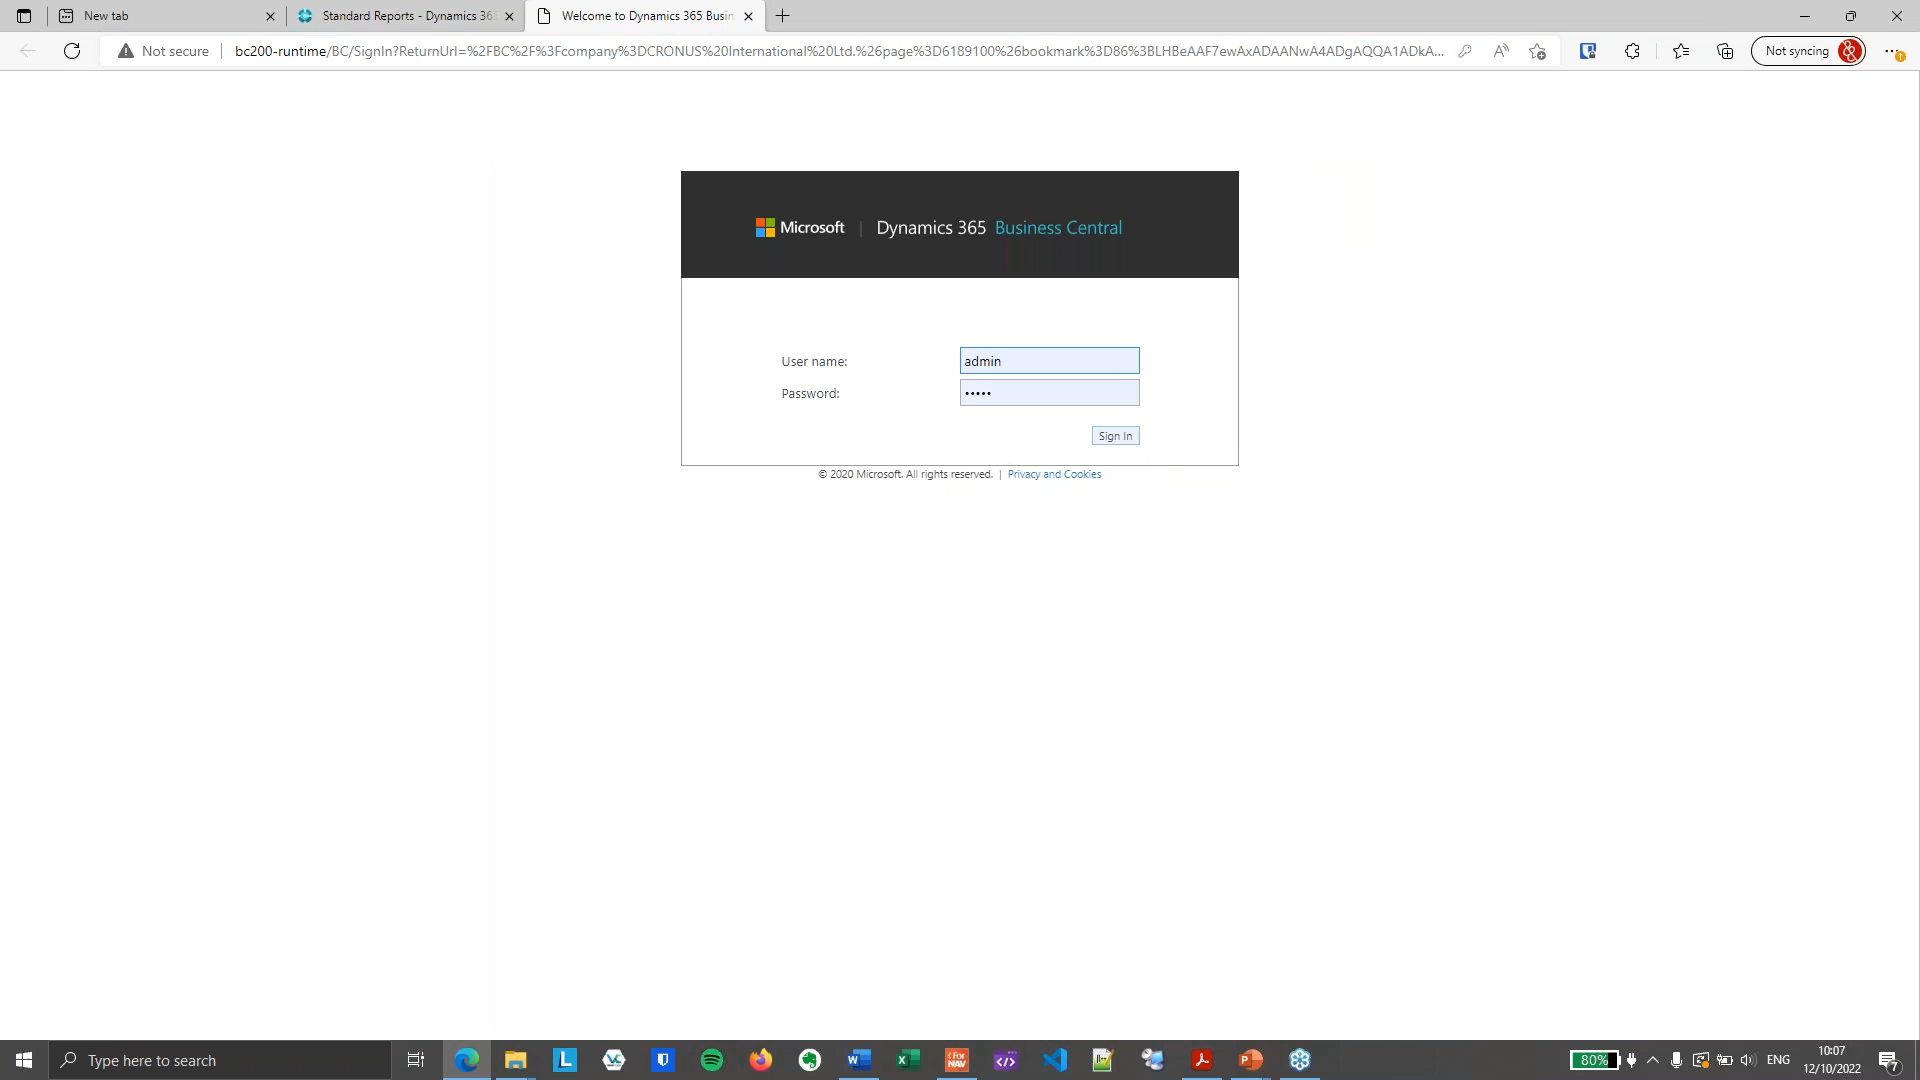 New tab
Standard Reports - Dynamics 36
Welcome to Dynamics 365 Busin
Not secure
bc200-runtime/BC/SignIn?ReturnUrl=%2FBC%2F%3Fcompany%3DCRONUS%20International%20Ltd.%26page%3D6189100%26bookmark%3D86%3BLHBeAAF7ewAxADAANwA4ADgAQQA1ADkA...
Not syncing
Microsoft | Dynamics 365 Business Central
User name:
admin
Password:
•••••
Sign In
© 2020 Microsoft. All rights reserved. | Privacy and Cookies
Type here to search
80%
ENG
10:07
12/10/2022
7